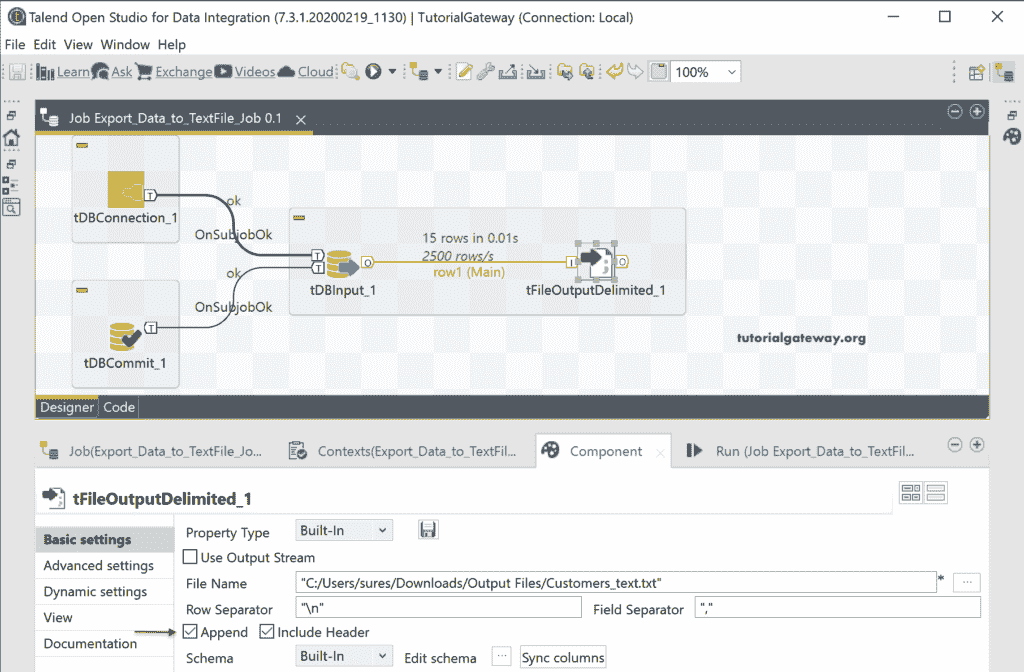 Talend Open Studio for Data Integration (7.3.1.20200219_1130) | TutorialGateway (Connection: Local)
File Edit View Window Help
Learn Ask Exchange Videos Cloud 100%
Job Export_Data_to_TextFile_Job 0.1
T
tDBConnection_1
ok
OnSubjobOk
15 rows in 0.01s
2500 rows/s
row1 (Main)
T
T
O
I
O
tDBInput_1
tFileOutputDelimited_1
ok
OnSubjobOk
T
tDBCommit_1
tutorialgateway.org
Designer Code
Job(Export_Data_to_TextFile_Jo... Contexts(Export_Data_to_TextFil... Component Run (Job Export_Data_to_TextFil...
tFileOutputDelimited_1
Basic settings
Advanced settings
Dynamic settings
View
Documentation
Property Type Built-In
Use Output Stream
File Name "C:/Users/sures/Downloads/Output Files/Customers_text.txt" * ...
Row Separator "\n" Field Separator ","
Append Include Header
Schema Built-In Edit schema ... Sync columns